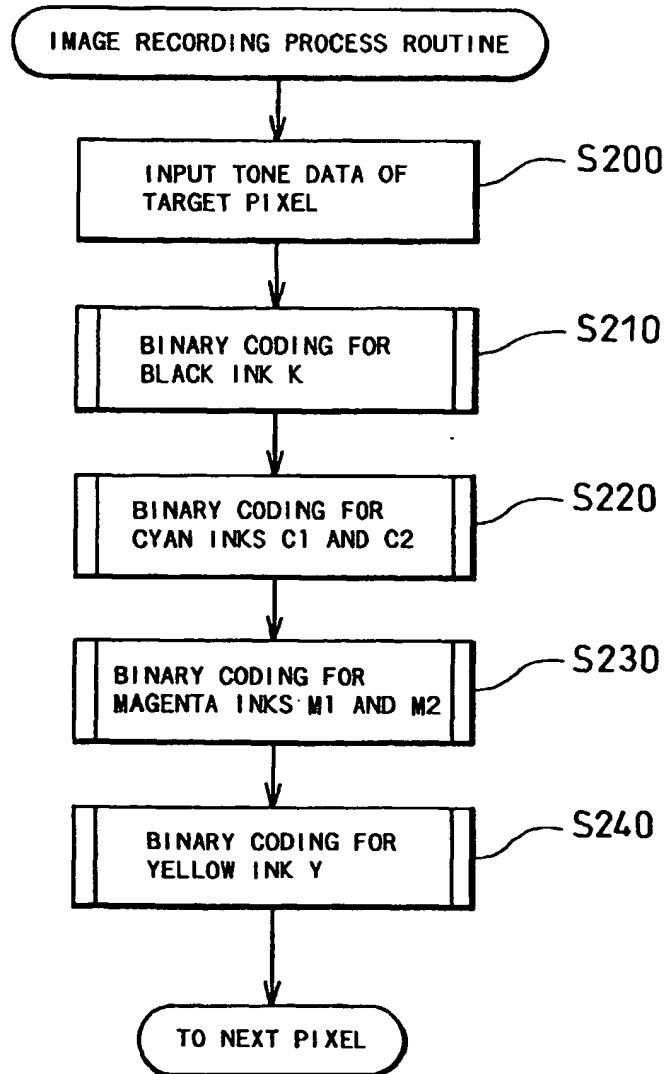 IMAGE RECORDING PROCESS ROUTINE
INPUT TONE DATA OF
TARGET PIXEL
S200
BINARY CODING FOR
BLACK INK K
S210
BINARY CODING FOR
CYAN INKS C1 AND C2
S220
BINARY CODING FOR
MAGENTA INKS M1 AND M2
S230
BINARY CODING FOR
YELLOW INK Y
S240
TO NEXT PIXEL